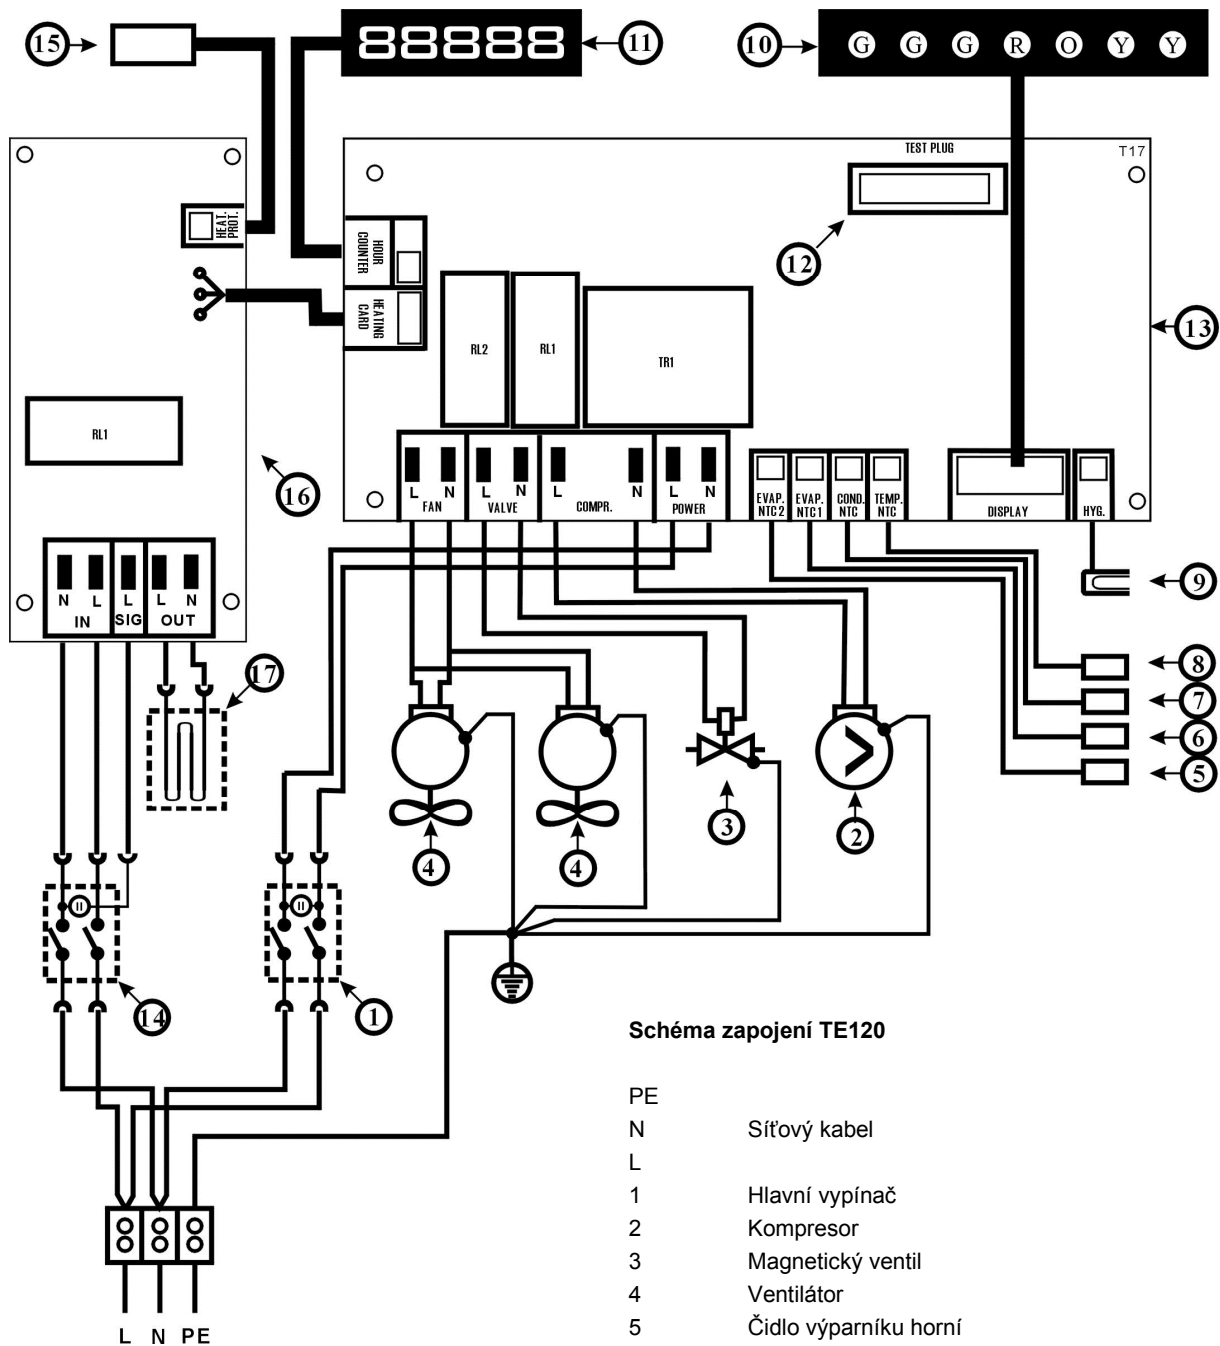 15
88888
11
10
G G G R O Y Y
TEST PLUG
T17
HEAT.
PROT.
HOUR
COUNTER
12
HEATING
CARD
13
RL2
RL1
TR1
RL1
16
L N
FAN
L N
VALVE
L N
COMPR.
L N
POWER
EVAP.
NTC2
EVAP.
NTC1
COND.
NTC
TEMP.
NTC
DISPLAY
HYG.
9
N L
IN
L
SIG
L N
OUT
17
8
7
6
5
3
2
4
4
14
1
Schéma zapojení TE120
PE
N Síťový kabel
L
1 Hlavní vypínač
2 Kompresor
3 Magnetický ventil
4 Ventilátor
5 Čidlo výparníku horní
L N PE